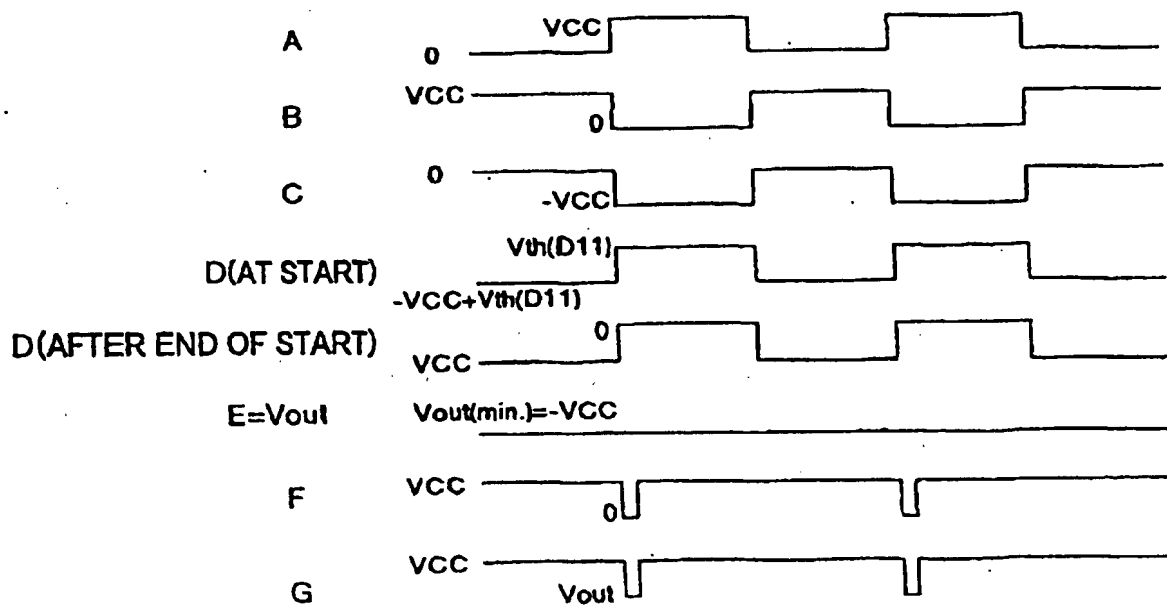 A
VCC
0
B
VCC
0
C
0
-VCC
D(AT START)
Vth(D11)
-VCC+Vth(D11)
D(AFTER END OF START)
0
VCC
E=Vout
Vout(min.)=-VCC
F
VCC
0
G
VCC
Vout